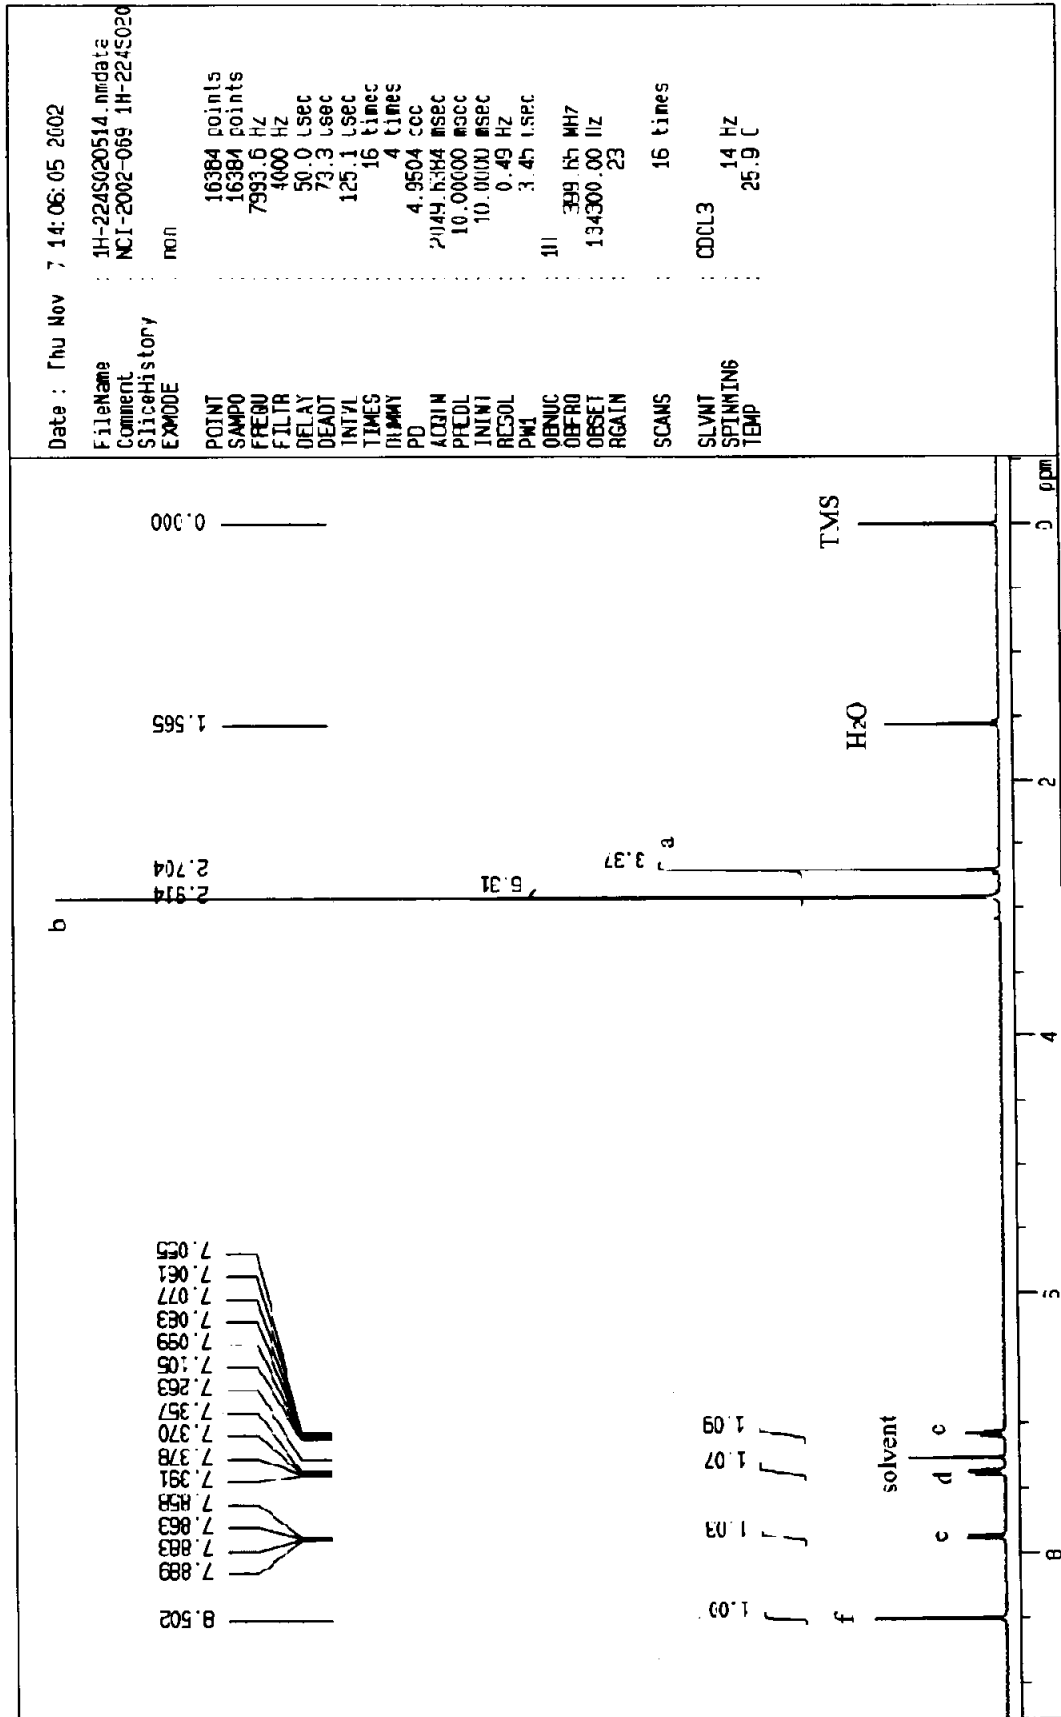 Date : Thu Nov 7 14:06:05 2002
FileName : 1H-224S020514.nmdata
Comment : NCI-2002-069 1H-224S020
SliceHistory :
EXMODE : non
POINT : 16384 points
SAMPO : 16384 points
FREQU : 7993.6 Hz
FILTR : 4000 Hz
DELAY : 50.0 usec
DEADT : 73.3 usec
INTVL : 125.1 usec
TIMES : 16 times
DUMMY : 4 times
PD : 4.9504 sec
ACQTM : 2049.6384 msec
PREDL : 10.00000 msec
INIWT : 10.0000 msec
RESOL : 0.49 Hz
PW1 : 3.45 usec
OBNUC : 1H
OBFRQ : 399.65 MHz
OBSET : 134300.00 Hz
RGAIN : 23
SCANS : 16 times
SLVNT : CDCL3
SPINNING : 14 Hz
TEMP : 25.9 C
8.502
7.889
7.883
7.863
7.858
7.391
7.378
7.370
7.357
7.263
7.105
7.099
7.083
7.077
7.061
7.055
2.914
2.704
1.565
0.000
b
1.00
1.03
1.07
1.09
3.37
a
f
d
c
solvent
H2O
TMS
8
4
2
0
ppm